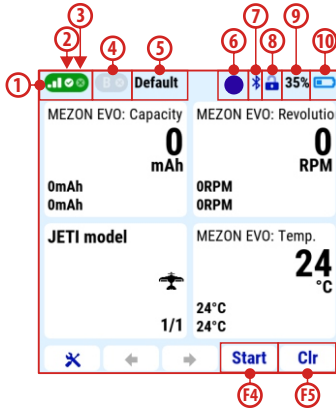 3
2 4 5 6 7 8 9 10
1 B Default 35%
MEZON EVO: Capacity
0
mAh
0mAh
0mAh
MEZON EVO: Revolutio
0
RPM
0RPM
0RPM
JETI model
1/1
MEZON EVO: Temp.
24
°C
24°C
24°C
Start Clr
F4 F5